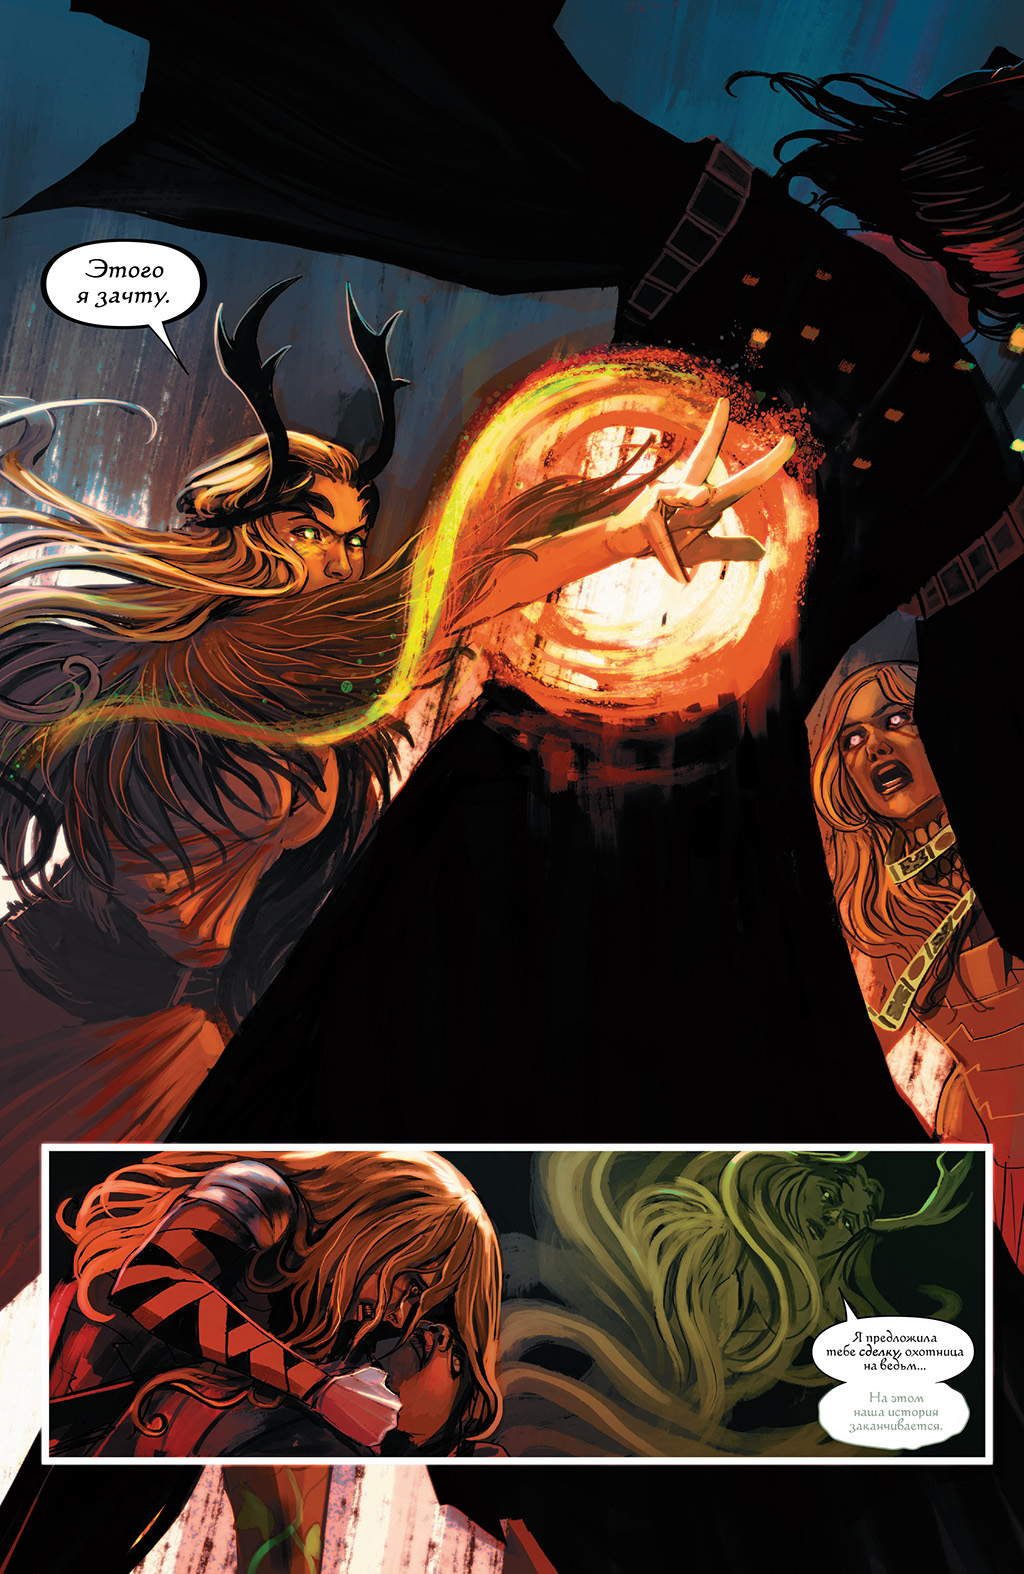 Этого
я зачту.
Я предложила
тебе сделку, охотница
на ведьм...
На этом
наша история
заканчивается.